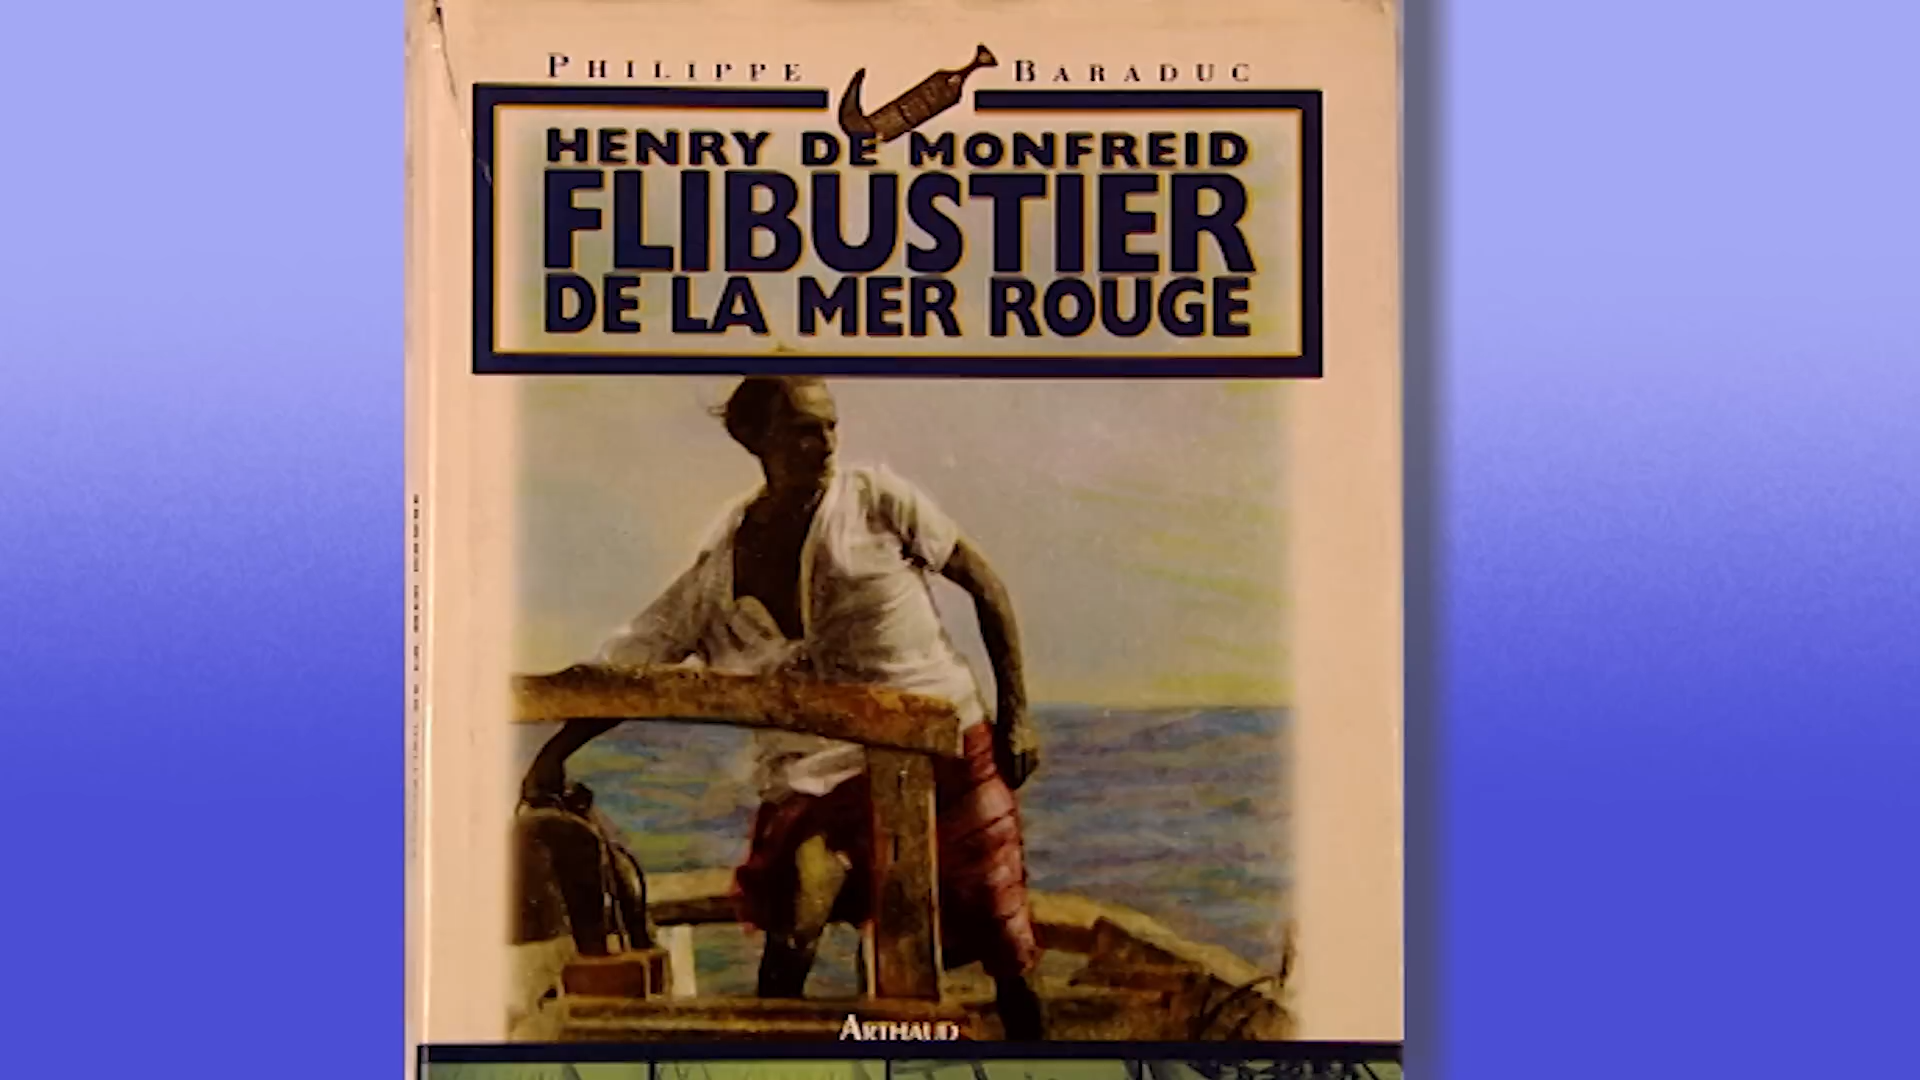 PHILIPPE BARADUC
HENRY DE MONFREID
FLIBUSTIER
DE LA MER ROUGE
ARTHAUD